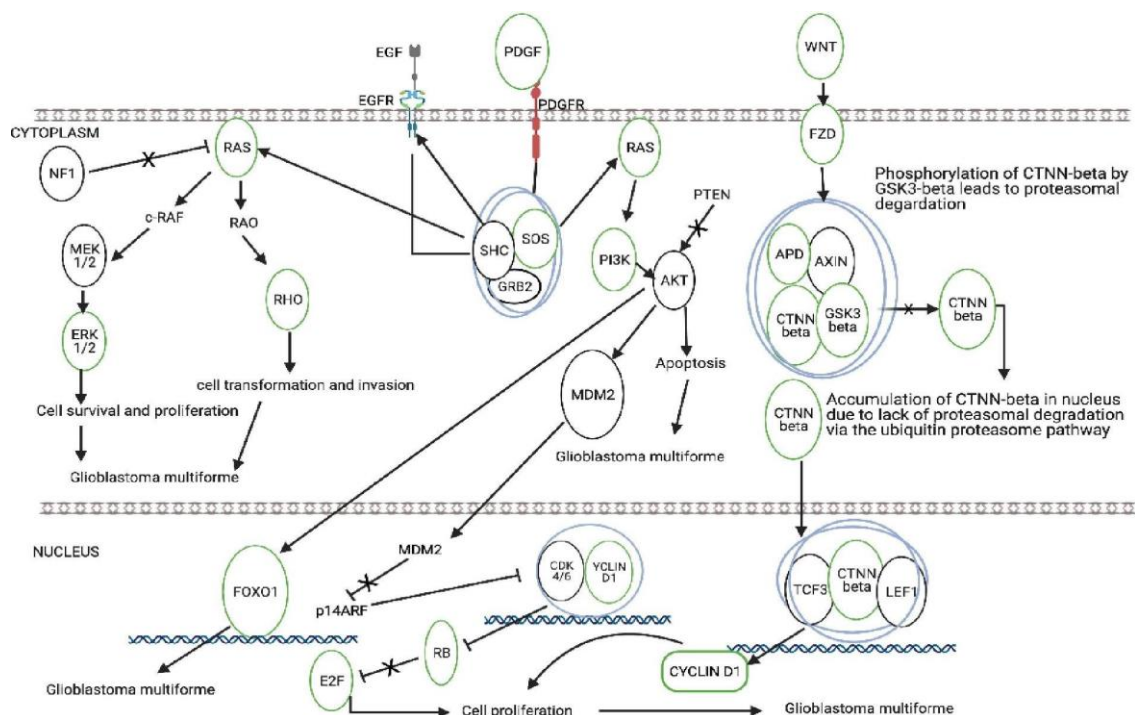 EGF
PDGF
WNT
EGFR
PDGFR
CYTOPLASM
RAS
RAS
FZD
NF1
Phosphorylation of CTNN-beta by
GSK3-beta leads to proteasomal
degardation
PTEN
c-RAF
RAO
SHC
SOS
GRB2
MEK
1/2
PI3K
AKT
APD
AXIN
RHO
CTNN
beta
GSK3
beta
CTNN
beta
ERK
1/2
Apoptosis
cell transformation and invasion
MDM2
Cell survival and proliferation
CTNN
beta
Accumulation of CTNN-beta in nucleus
due to lack of proteasomal degradation
via the ubiquitin proteasome pathway
Glioblastoma multiforme
Glioblastoma multiforme
NUCLEUS
MDM2
CDK
4/6
YCLIN
D1
FOXO1
p14ARF
TCF3
CTNN
beta
LEF1
RB
E2F
CYCLIN D1
Glioblastoma multiforme
Cell proliferation
Glioblastoma multiforme